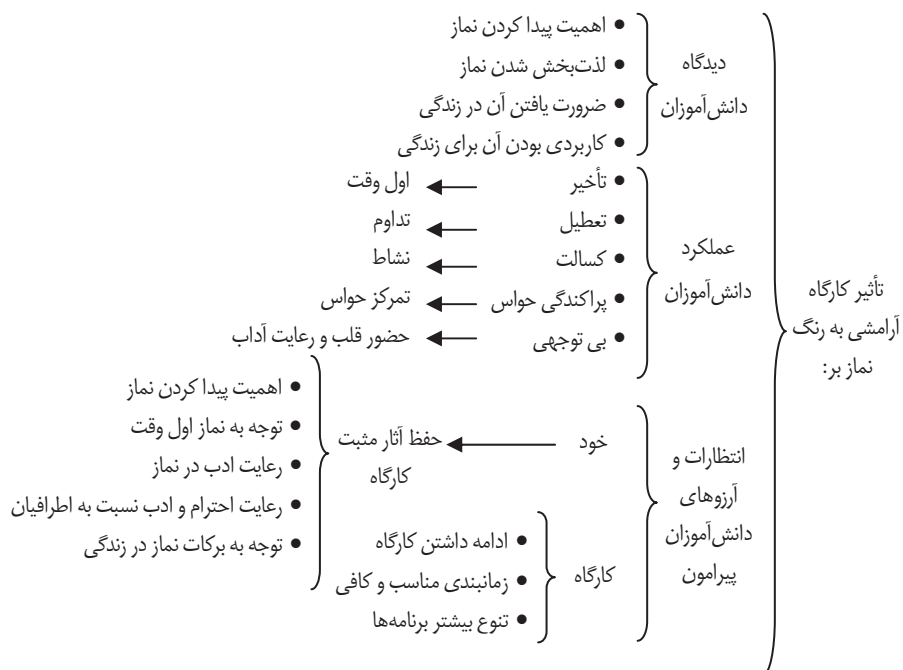 تأثیر کارگاه
آرامشی به رنگ
نماز بر:
دیدگاه
دانش‌آموزان
• اهمیت پیدا کردن نماز
• لذت‌بخش شدن نماز
• ضرورت یافتن آن در زندگی
• کاربردی بودن آن برای زندگی
عملکرد
دانش‌آموزان
• تأخیر ← اول وقت
• تعطیل ← تداوم
• کسالت ← نشاط
• پراکندگی حواس ← تمرکز حواس
• بی توجهی ← حضور قلب و رعایت آداب
انتظارات و
آرزوهای
دانش‌آموزان
پیرامون
خود ← حفظ آثار مثبت
کارگاه
• اهمیت پیدا کردن نماز
• توجه به نماز اول وقت
• رعایت ادب در نماز
• رعایت احترام و ادب نسبت به اطرافیان
• توجه به برکات نماز در زندگی
کارگاه
• ادامه داشتن کارگاه
• زمانبندی مناسب و کافی
• تنوع بیشتر برنامه‌ها